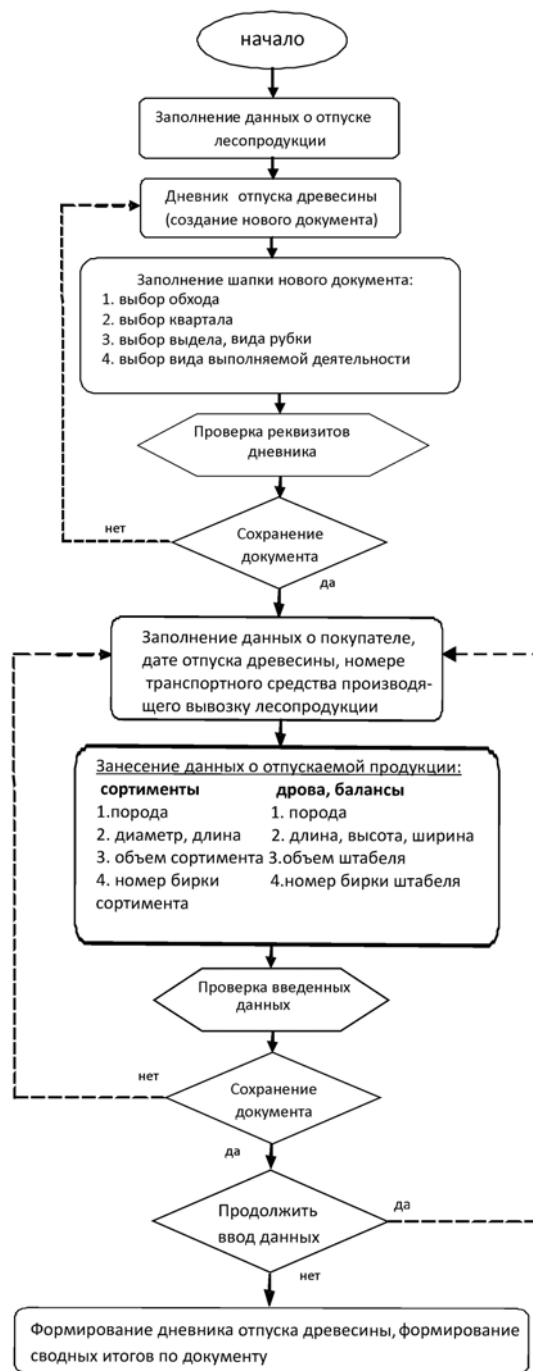 начало
Заполнение данных о отпуске
лесопродукции
Дневник отпуска древесины
(создание нового документа)
Заполнение шапки нового документа:
1. выбор обхода
2. выбор квартала
3. выбор выдела, вида рубки
4. выбор вида выполняемой деятельности
Проверка реквизитов
дневника
нет
Сохранение
документа
да
Заполнение данных о покупателе,
дате отпуска древесины, номере
транспортного средства производя-
щего вывозку лесопродукции
Занесение данных о отпускаемой продукции:
сортименты
1.порода
2. диаметр, длина
3. объем сортимента
4. номер бирки
сортимента
дрова, балансы
1. порода
2. длина, высота, ширина
3.объем штабеля
4.номер бирки штабеля
Проверка введенных
данных
нет
Сохранение
документа
да
Продолжить
ввод данных
да
нет
Формирование дневника отпуска древесины, формирование
сводных итогов по документу